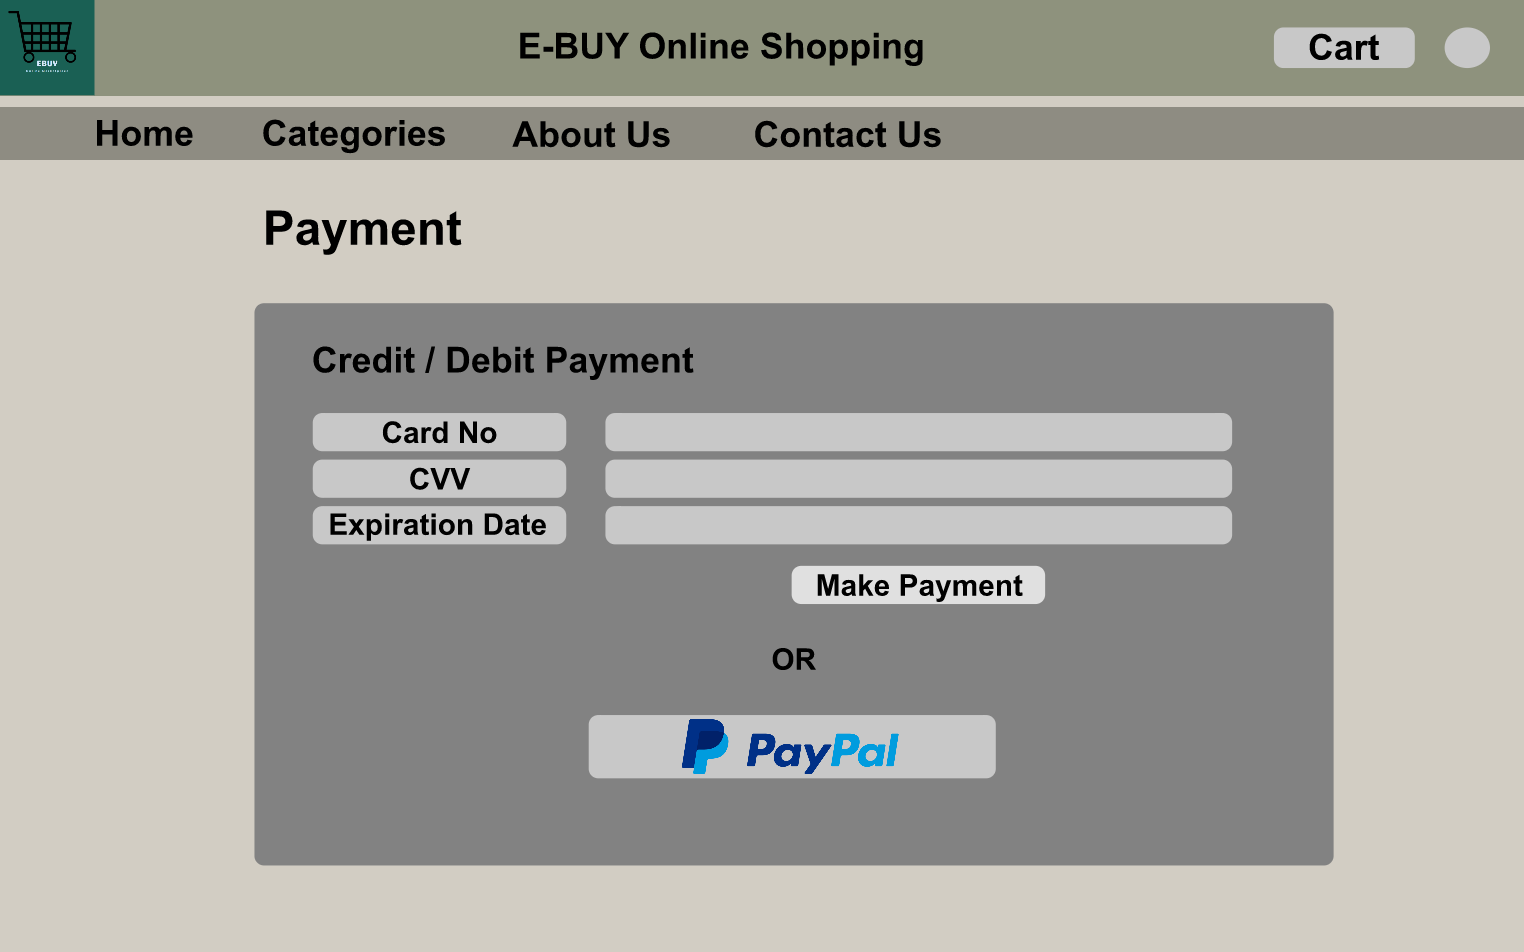 EBUY
E-BUY Online Shopping
Cart
Home
Categories
About Us
Contact Us
Payment
Credit / Debit Payment
Card No
CVV
Expiration Date
Make Payment
OR
PayPal